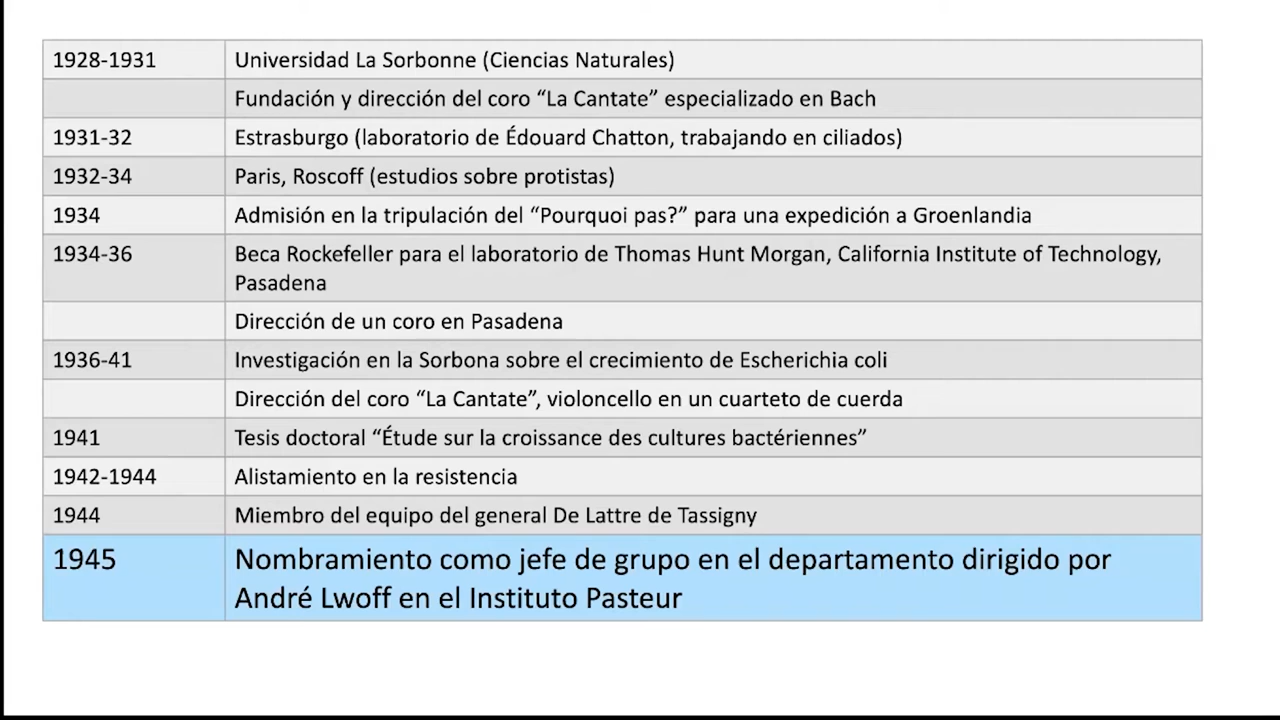 1928-1931 Universidad La Sorbonne (Ciencias Naturales)
Fundación y dirección del coro “La Cantate” especializado en Bach
1931-32 Estrasburgo (laboratorio de Édouard Chatton, trabajando en ciliados)
1932-34 Paris, Roscoff (estudios sobre protistas)
1934 Admisión en la tripulación del “Pourquoi pas?” para una expedición a Groenlandia
1934-36 Beca Rockefeller para el laboratorio de Thomas Hunt Morgan, California Institute of Technology,
Pasadena
Dirección de un coro en Pasadena
1936-41 Investigación en la Sorbona sobre el crecimiento de Escherichia coli
Dirección del coro “La Cantate”, violoncello en un cuarteto de cuerda
1941 Tesis doctoral “Étude sur la croissance des cultures bactériennes”
1942-1944 Alistamiento en la resistencia
1944 Miembro del equipo del general De Lattre de Tassigny
1945 Nombramiento como jefe de grupo en el departamento dirigido por
André Lwoff en el Instituto Pasteur